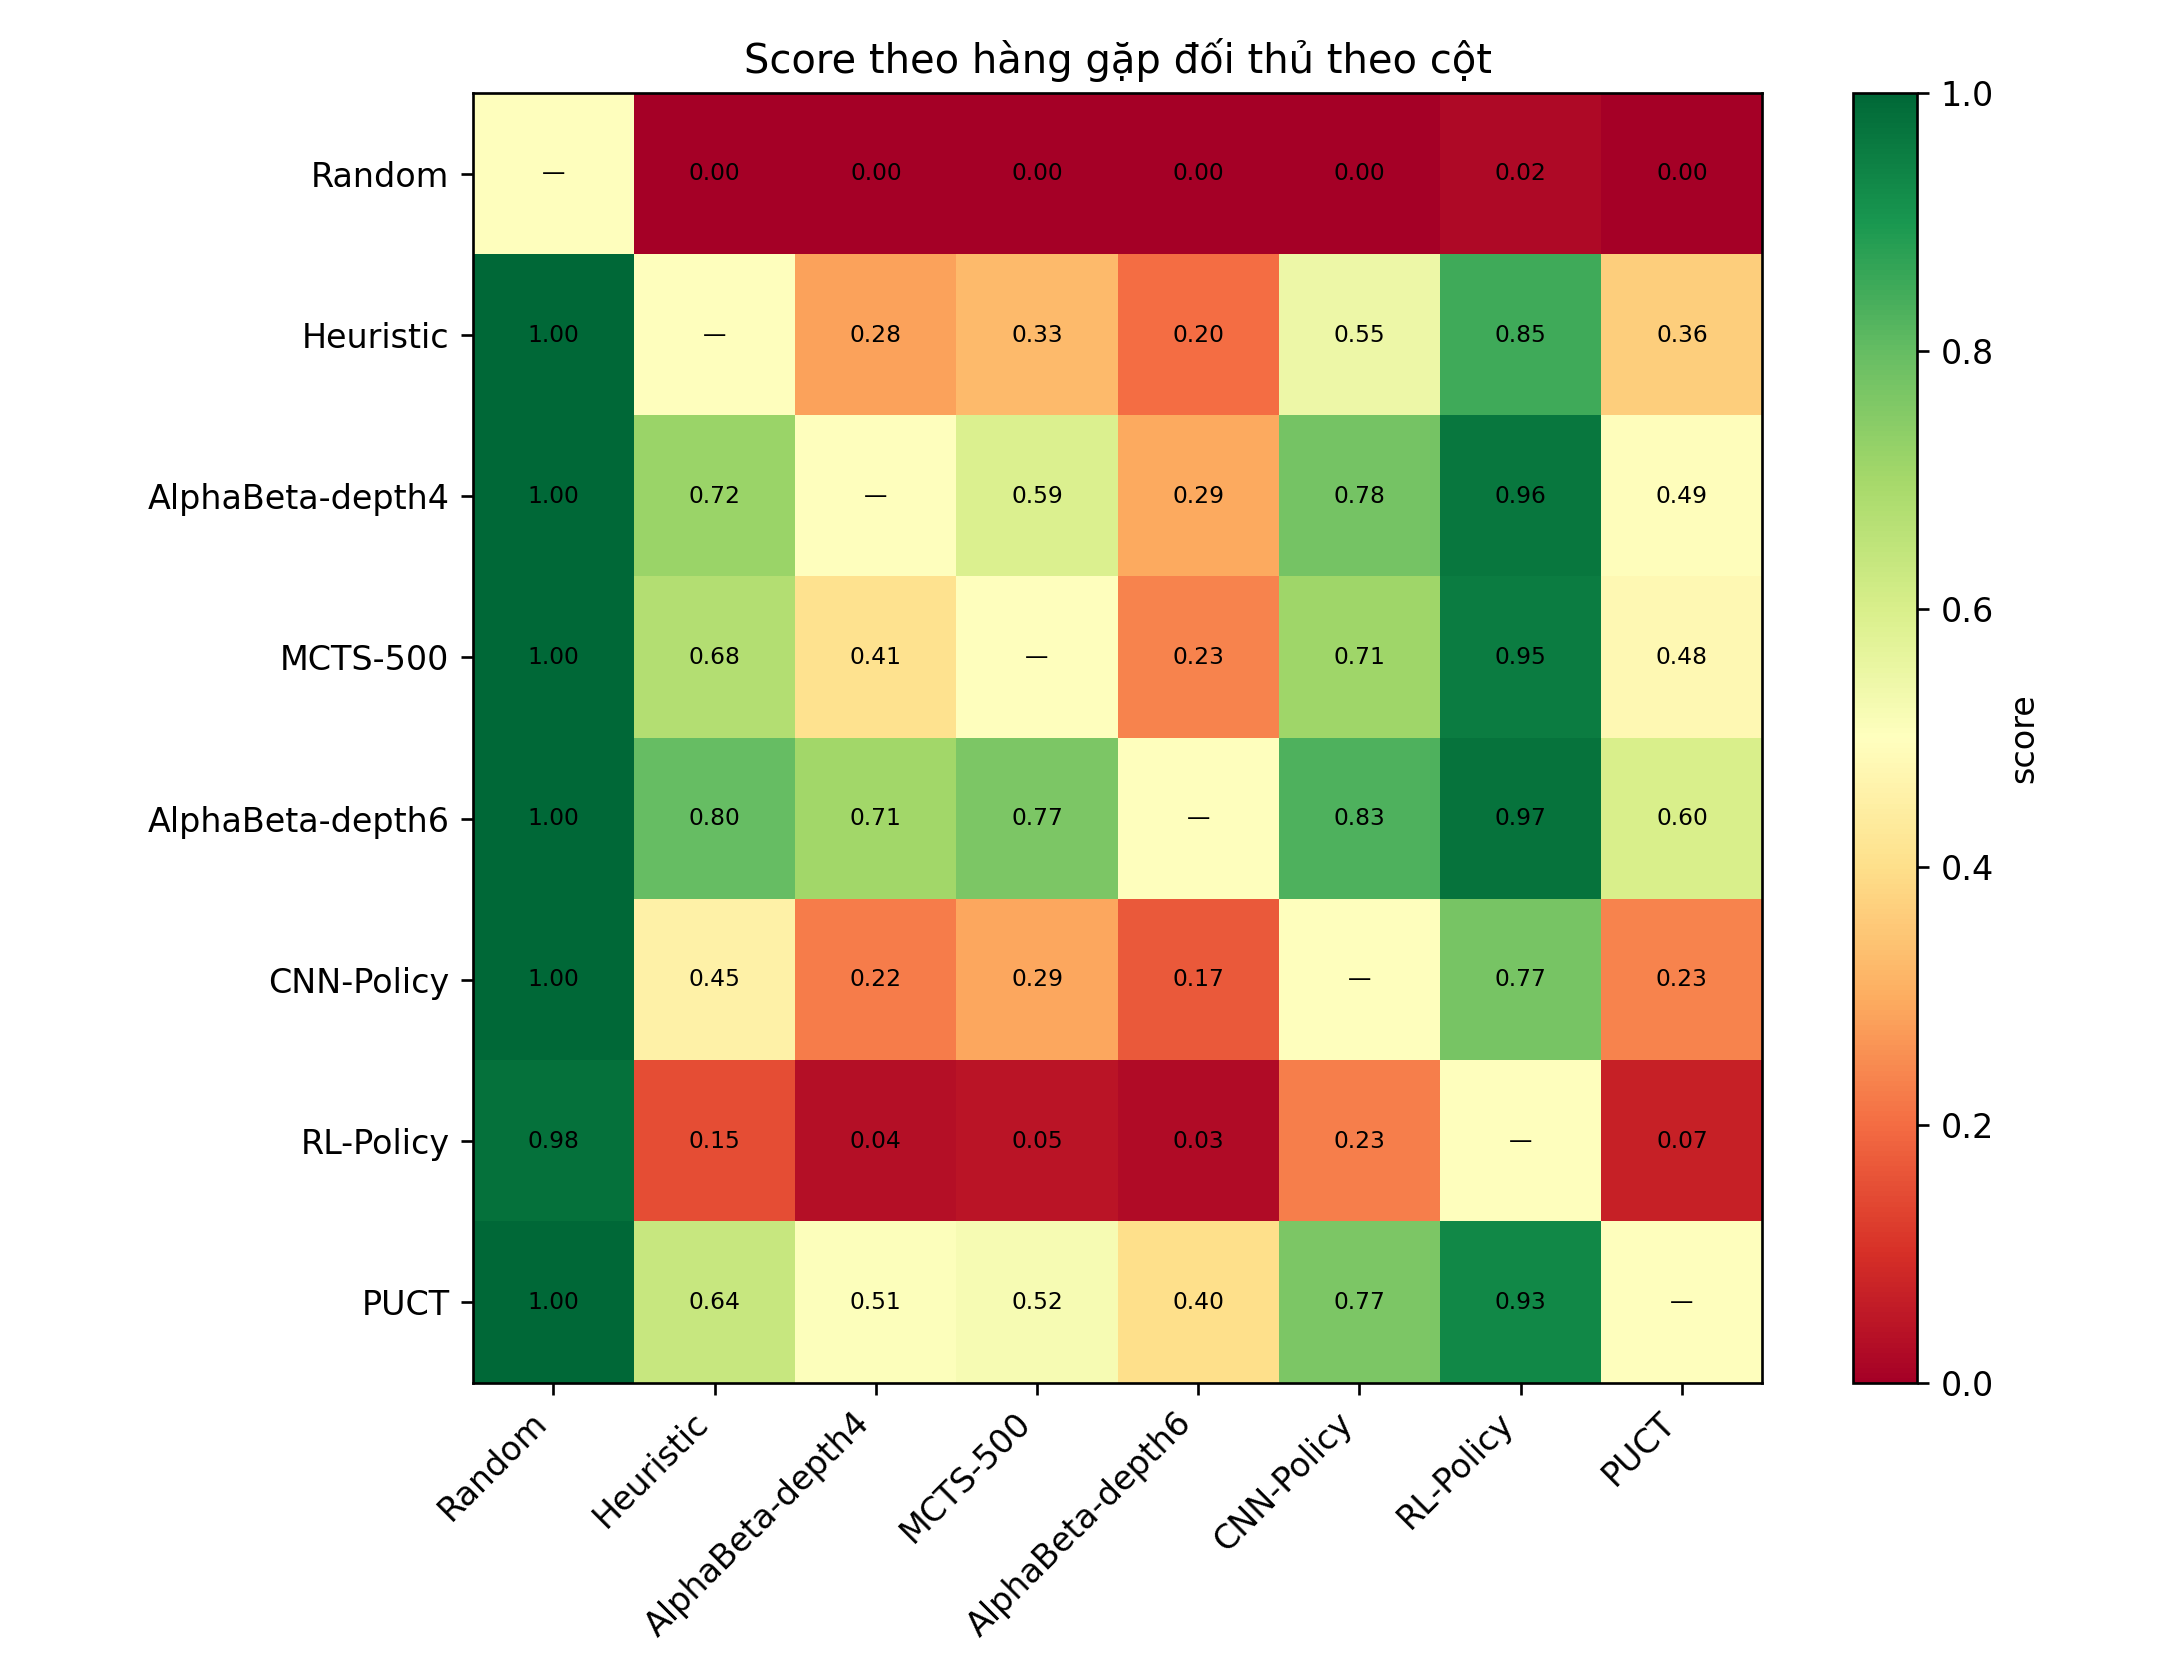 Score theo hàng gặp đối thủ theo cột
Random — 0.00 0.00 0.00 0.00 0.00 0.02 0.00
Heuristic 1.00 — 0.28 0.33 0.20 0.55 0.85 0.36
AlphaBeta-depth4 1.00 0.72 — 0.59 0.29 0.78 0.96 0.49
MCTS-500 1.00 0.68 0.41 — 0.23 0.71 0.95 0.48
AlphaBeta-depth6 1.00 0.80 0.71 0.77 — 0.83 0.97 0.60
CNN-Policy 1.00 0.45 0.22 0.29 0.17 — 0.77 0.23
RL-Policy 0.98 0.15 0.04 0.05 0.03 0.23 — 0.07
PUCT 1.00 0.64 0.51 0.52 0.40 0.77 0.93 —
Random
Heuristic
AlphaBeta-depth4
MCTS-500
AlphaBeta-depth6
CNN-Policy
RL-Policy
PUCT
1.0
0.8
0.6
0.4
0.2
0.0
score